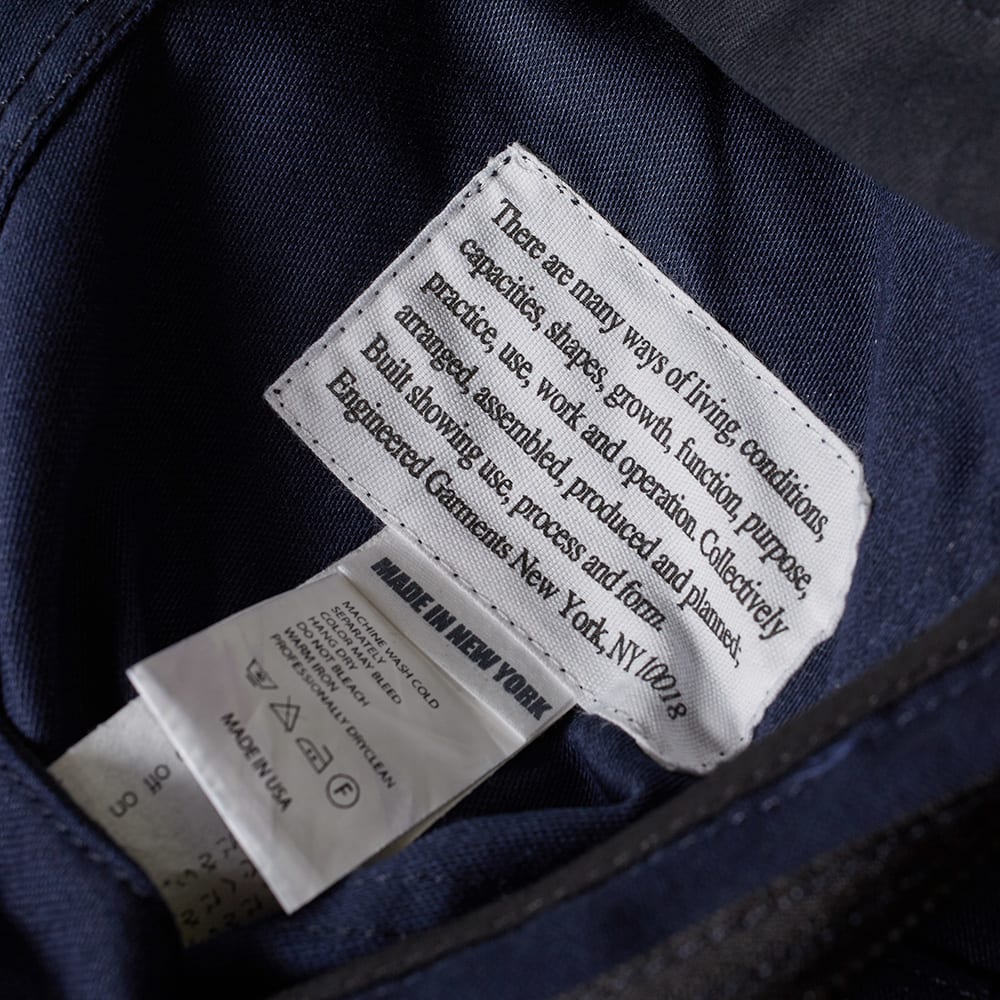 There are many ways of living, conditions,
capacities, shapes, growth, function, purpose,
practice, use, work and operation. Collectively
arranged, assembled, produced and planned,
Built showing use, process and form.
Engineered Garments New York, NY 10018
MADE IN NEW YORK
MACHINE WASH COLD
SEPARATELY
COLOR MAY BLEED
HANG DRY
DO NOT BLEACH
WARM IRON
PROFESSIONALLY DRYCLEAN
F
MADE IN USA